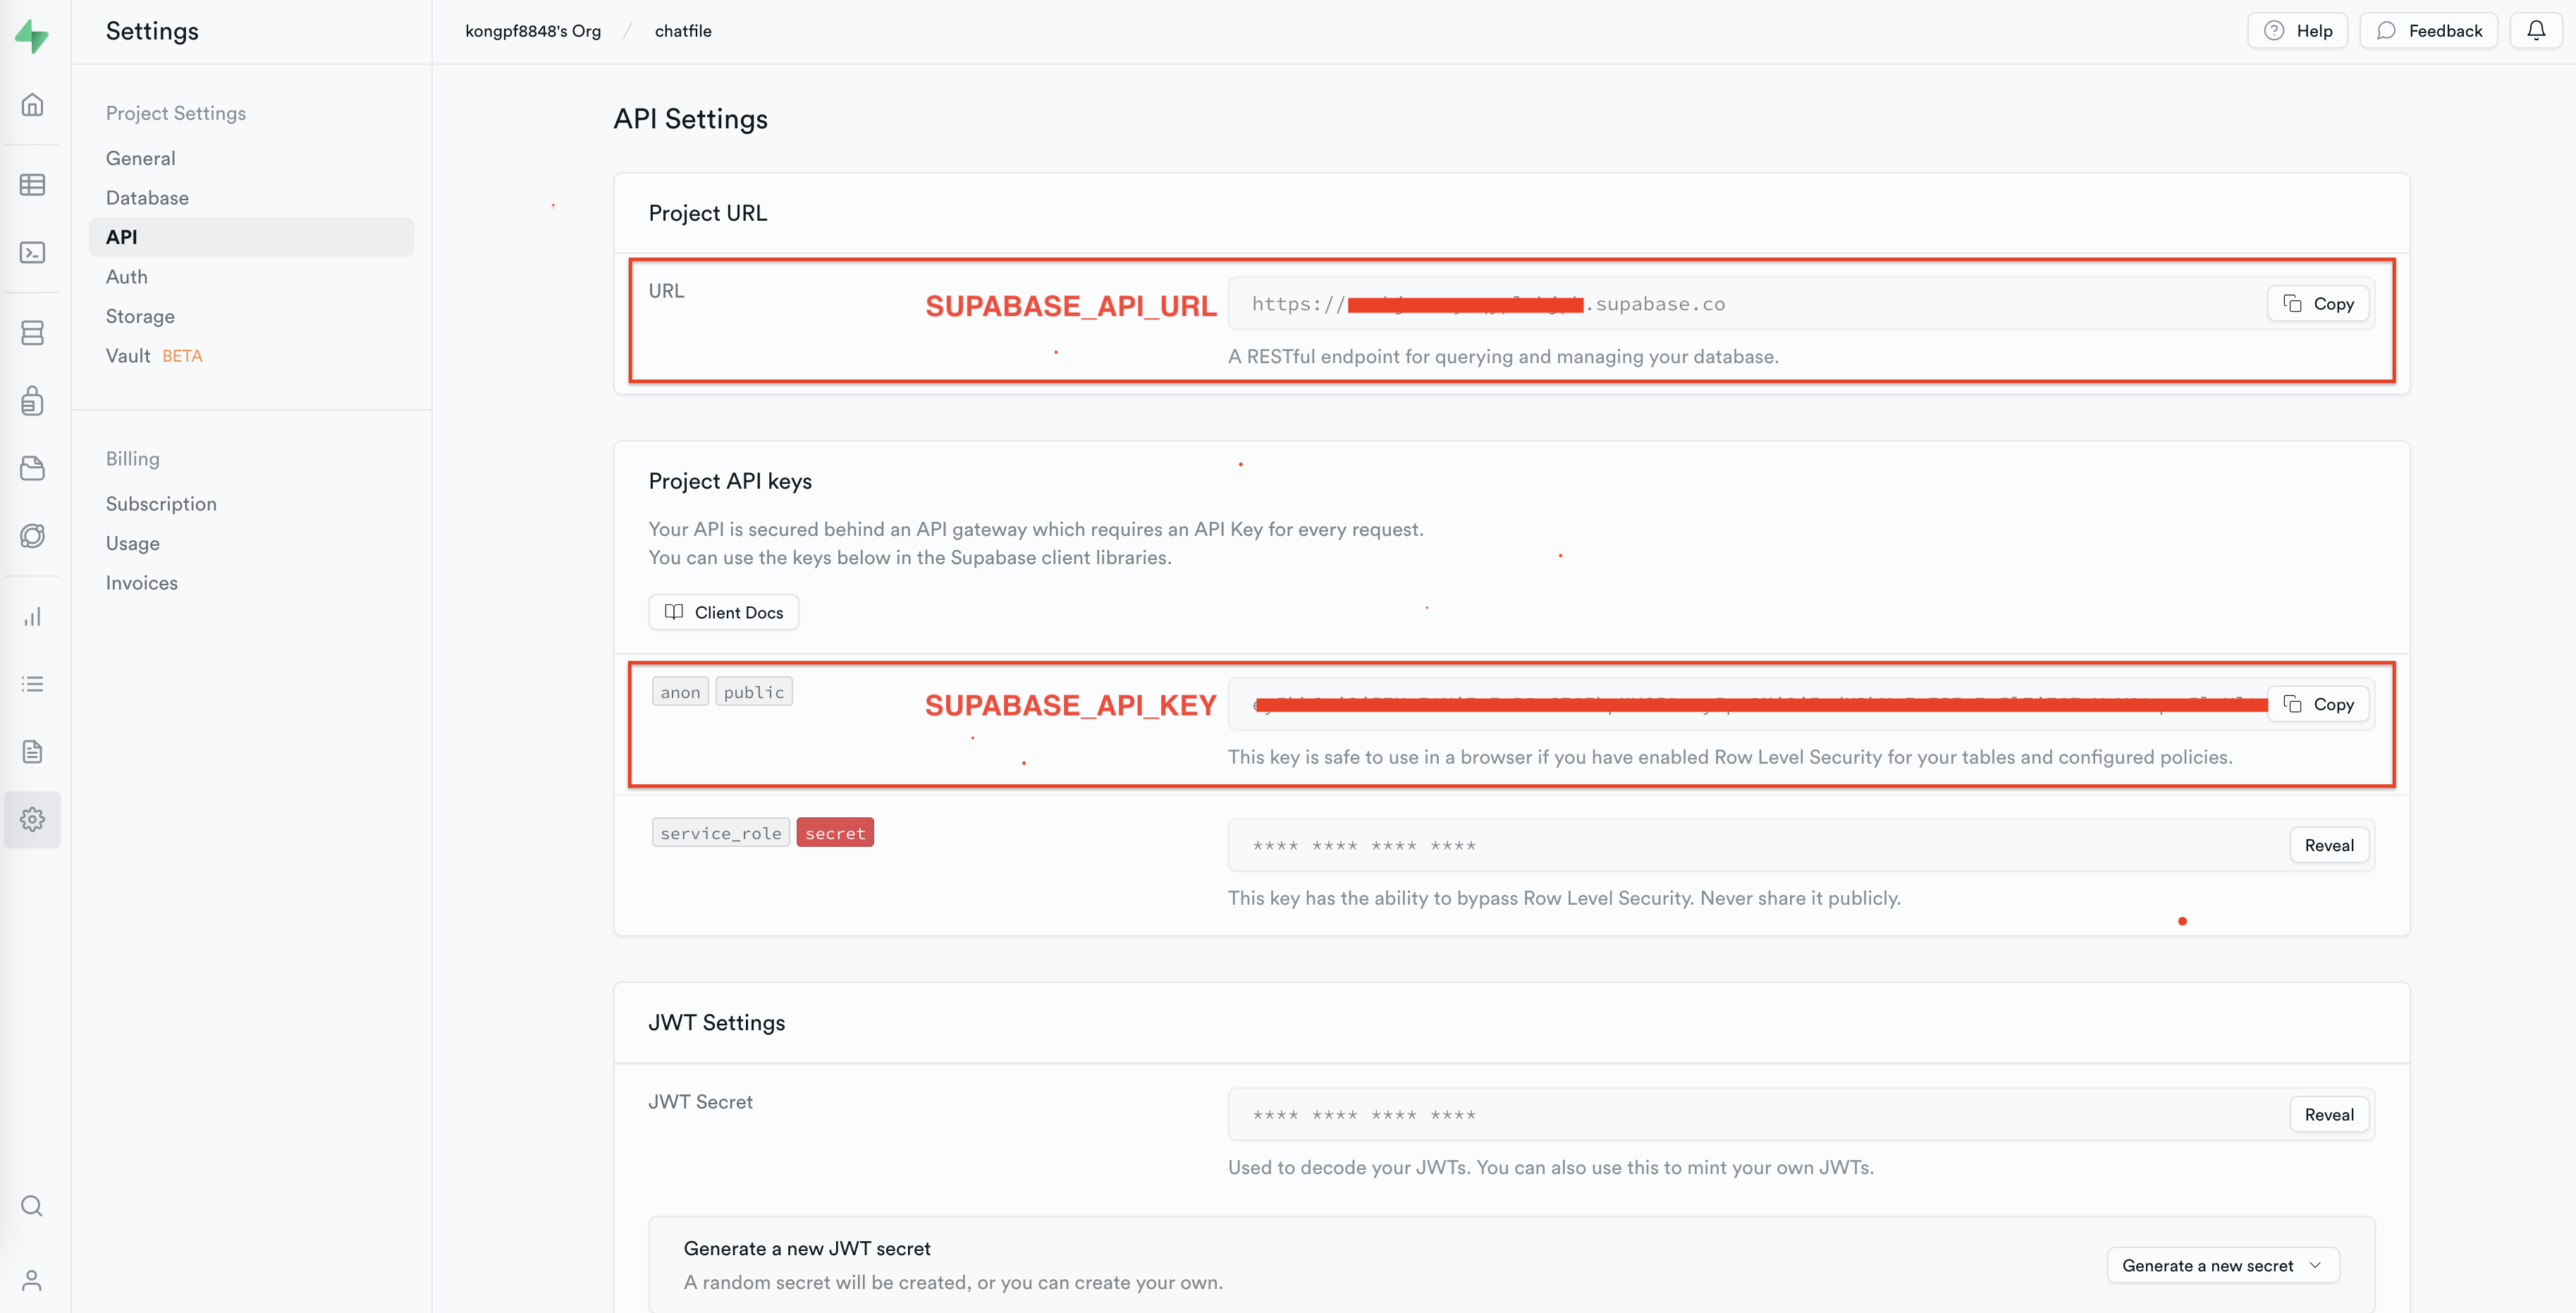 Settings
kongpf8848's Org / chatfile
Help
Feedback
Project Settings
General
Database
API
Auth
Storage
Vault BETA
Billing
Subscription
Usage
Invoices
API Settings
Project URL
URL
SUPABASE_API_URL
https://
.supabase.co
Copy
A RESTful endpoint for querying and managing your database.
Project API keys
Your API is secured behind an API gateway which requires an API Key for every request.
You can use the keys below in the Supabase client libraries.
Client Docs
anon public
SUPABASE_API_KEY
Copy
This key is safe to use in a browser if you have enabled Row Level Security for your tables and configured policies.
service_role secret
**** **** **** ****
Reveal
This key has the ability to bypass Row Level Security. Never share it publicly.
JWT Settings
JWT Secret
**** **** **** ****
Reveal
Used to decode your JWTs. You can also use this to mint your own JWTs.
Generate a new JWT secret
A random secret will be created, or you can create your own.
Generate a new secret